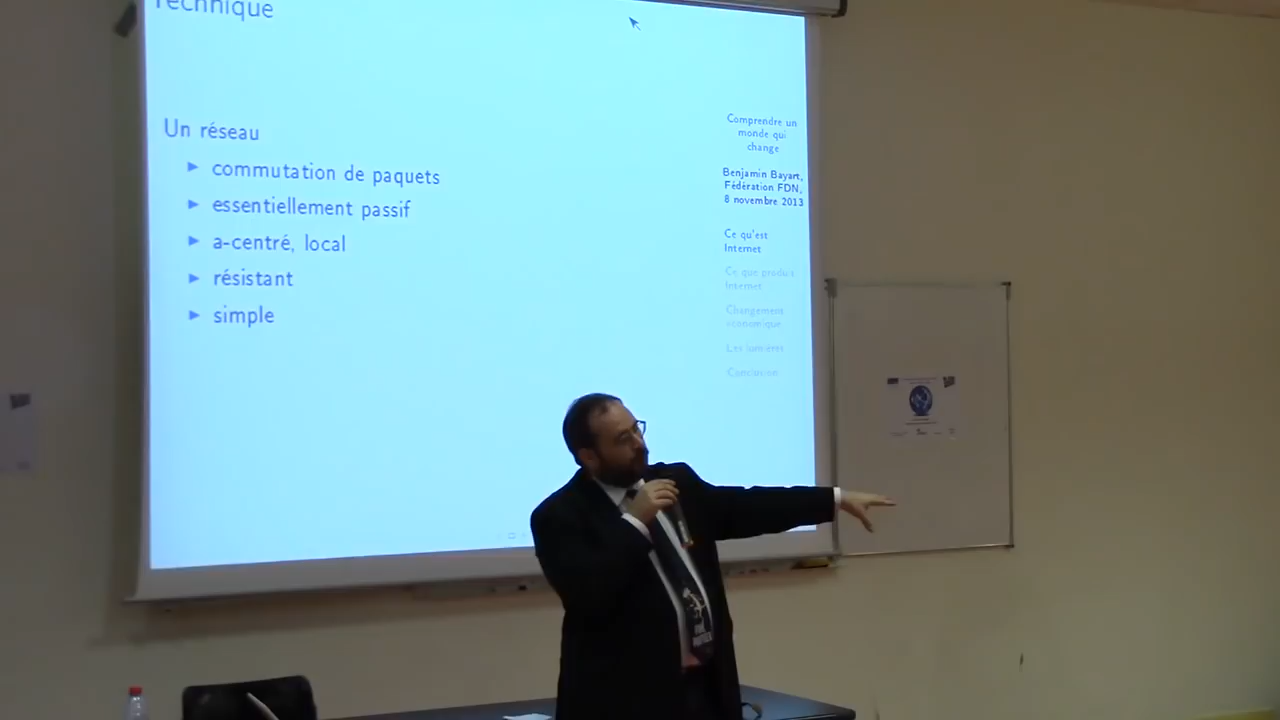 Technique
Un réseau
commutation de paquets
essentiellement passif
a-centré, local
résistant
simple
Comprendre un
monde qui
change
Benjamin Bayart,
Fédération FDN,
8 novembre 2013
Ce qu'est
Internet
Ce que produit
Internet
Changement
économique
Les lumières
Conclusion